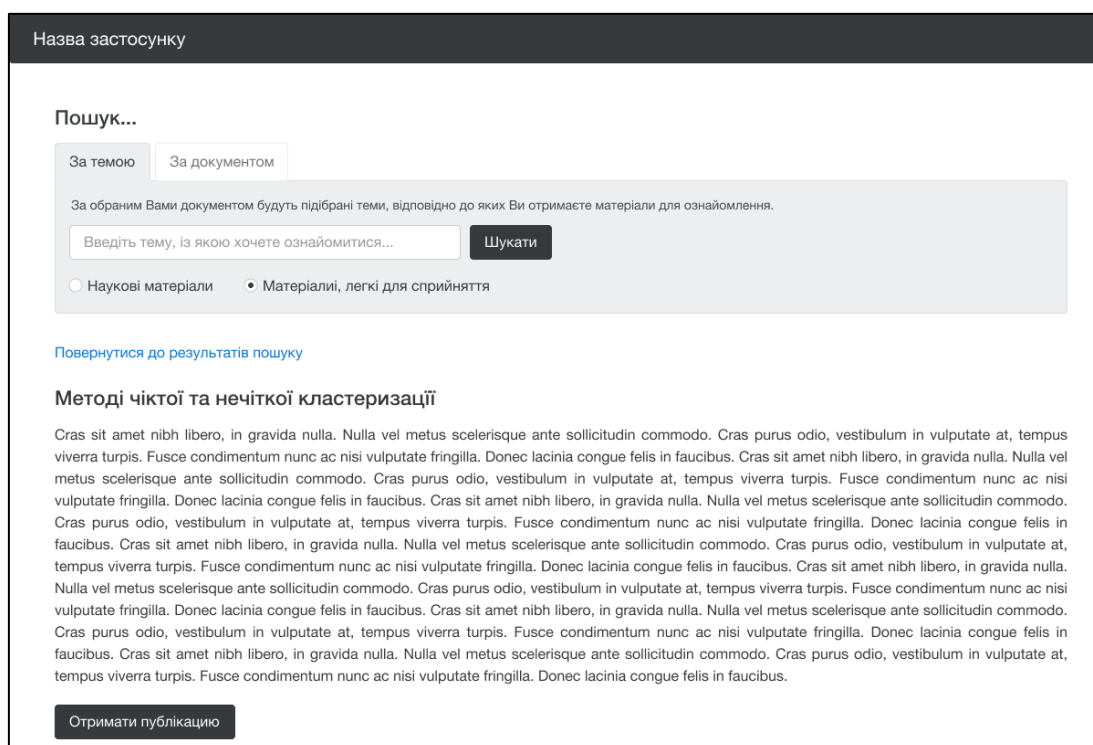 Назва застосунку
Пошук...
За темою
За документом
За обраним Вами документом будуть підібрані теми, відповідно до яких Ви отримаєте матеріали для ознайомлення.
Введіть тему, із якою хочете ознайомитися...
Шукати
Наукові матеріали
Матеріалиі, легкі для сприйняття
Повернутися до результатів пошуку
Методі чіктої та нечіткої кластеризації
Cras sit amet nibh libero, in gravida nulla. Nulla vel metus scelerisque ante sollicitudin commodo. Cras purus odio, vestibulum in vulputate at, tempus
viverra turpis. Fusce condimentum nunc ac nisi vulputate fringilla. Donec lacinia congue felis in faucibus. Cras sit amet nibh libero, in gravida nulla. Nulla vel
metus scelerisque ante sollicitudin commodo. Cras purus odio, vestibulum in vulputate at, tempus viverra turpis. Fusce condimentum nunc ac nisi
vulputate fringilla. Donec lacinia congue felis in faucibus. Cras sit amet nibh libero, in gravida nulla. Nulla vel metus scelerisque ante sollicitudin commodo.
Cras purus odio, vestibulum in vulputate at, tempus viverra turpis. Fusce condimentum nunc ac nisi vulputate fringilla. Donec lacinia congue felis in
faucibus. Cras sit amet nibh libero, in gravida nulla. Nulla vel metus scelerisque ante sollicitudin commodo. Cras purus odio, vestibulum in vulputate at,
tempus viverra turpis. Fusce condimentum nunc ac nisi vulputate fringilla. Donec lacinia congue felis in faucibus. Cras sit amet nibh libero, in gravida nulla.
Nulla vel metus scelerisque ante sollicitudin commodo. Cras purus odio, vestibulum in vulputate at, tempus viverra turpis. Fusce condimentum nunc ac nisi
vulputate fringilla. Donec lacinia congue felis in faucibus. Cras sit amet nibh libero, in gravida nulla. Nulla vel metus scelerisque ante sollicitudin commodo.
Cras purus odio, vestibulum in vulputate at, tempus viverra turpis. Fusce condimentum nunc ac nisi vulputate fringilla. Donec lacinia congue felis in
faucibus. Cras sit amet nibh libero, in gravida nulla. Nulla vel metus scelerisque ante sollicitudin commodo. Cras purus odio, vestibulum in vulputate at,
tempus viverra turpis. Fusce condimentum nunc ac nisi vulputate fringilla. Donec lacinia congue felis in faucibus.
Отримати публікацию